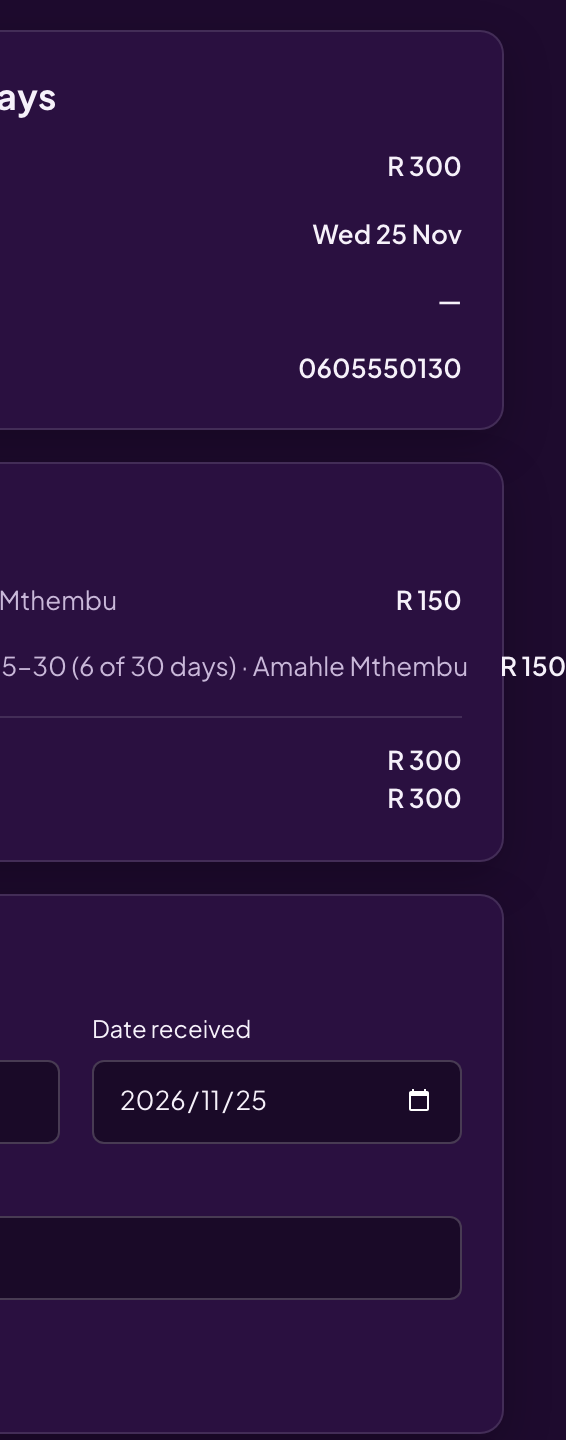 ays
R 300
Wed 25 Nov
—
0605550130
Mthembu R 150
5–30 (6 of 30 days) · Amahle Mthembu R 150
R 300
R 300
Date received
2026/11/25